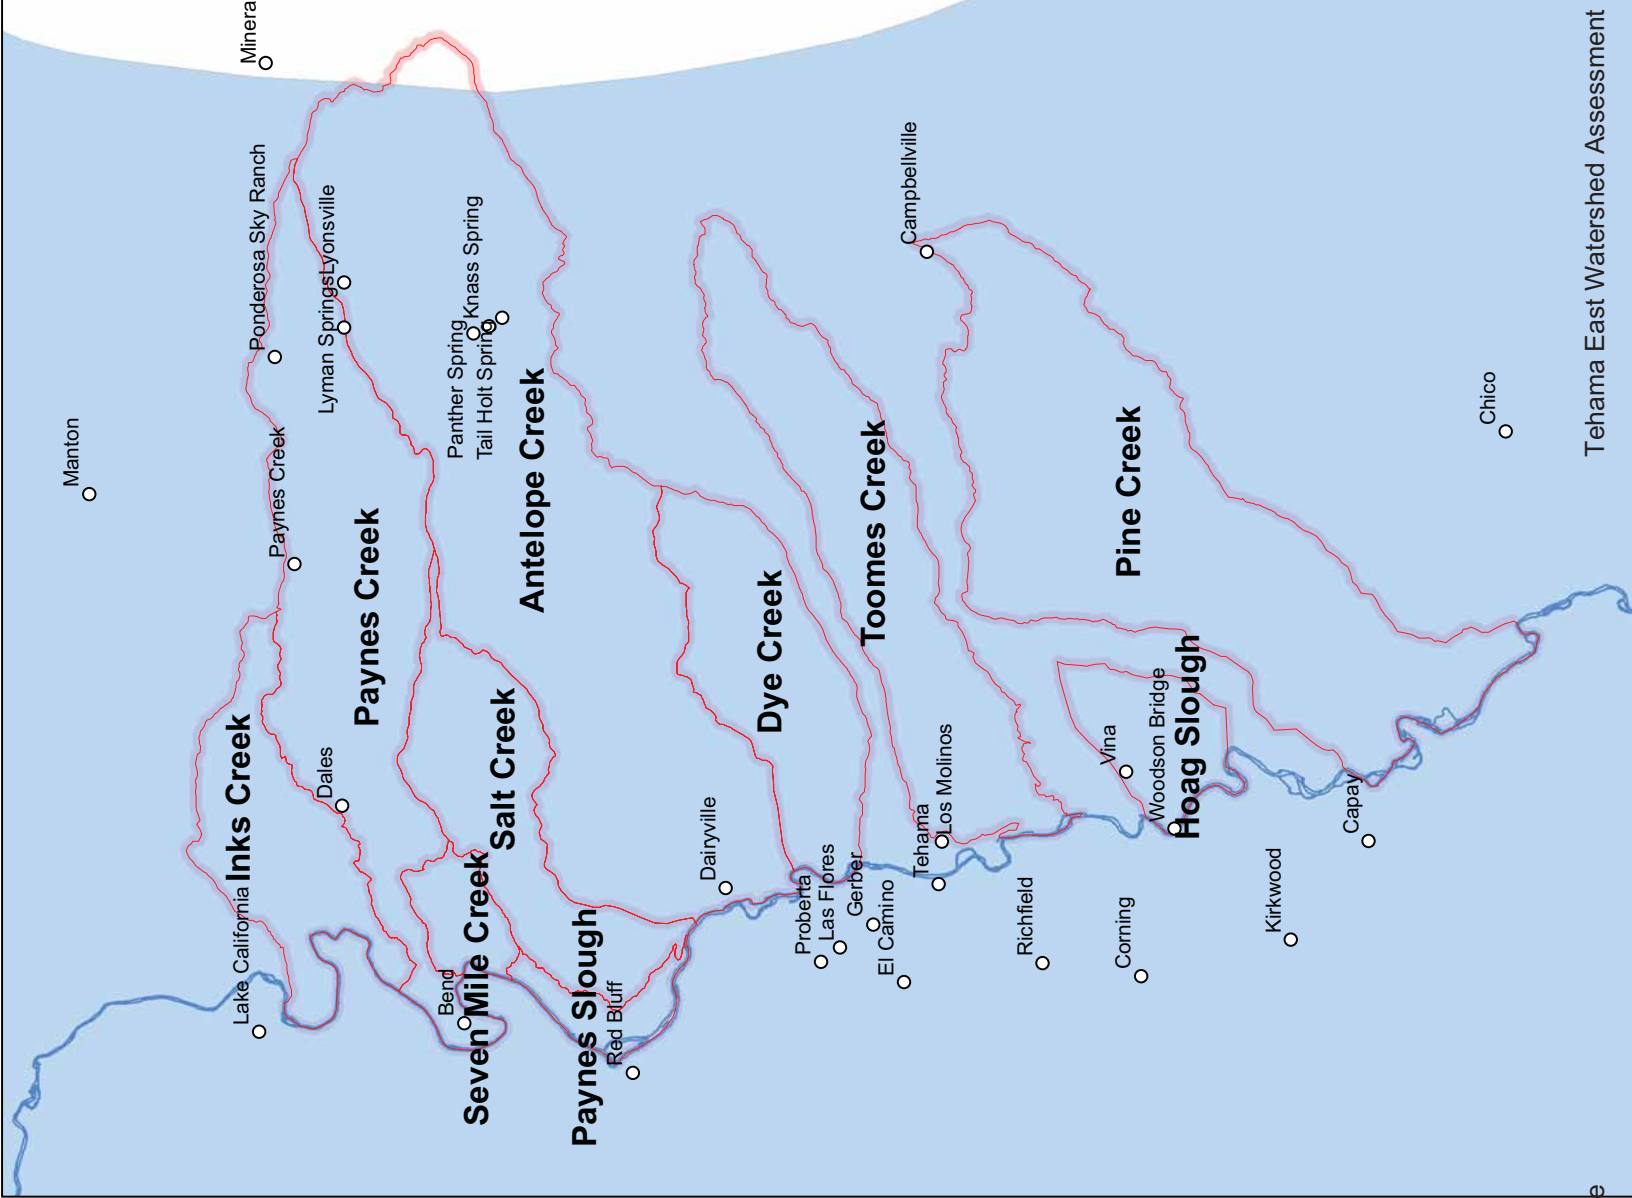 Minera
Manton
Ponderosa Sky Ranch
Lyonsville
Lyman Springs
Knass Spring
Panther Spring
Tail Holt Spring
Campbellville
Paynes Creek
Paynes Creek
Antelope Creek
Chico
Toomes Creek
Pine Creek
Dye Creek
Inks Creek
Dales
Salt Creek
Dairyville
Los Molinos
Vina
Woodson Bridge
Hoag Slough
Capay
Lake California
Bend
Seven Mile Creek
Paynes Slough
Red Bluff
Proberta
Las Flores
Gerber
El Camino
Tehama
Richfield
Corning
Kirkwood
Tehama East Watershed Assessment
e